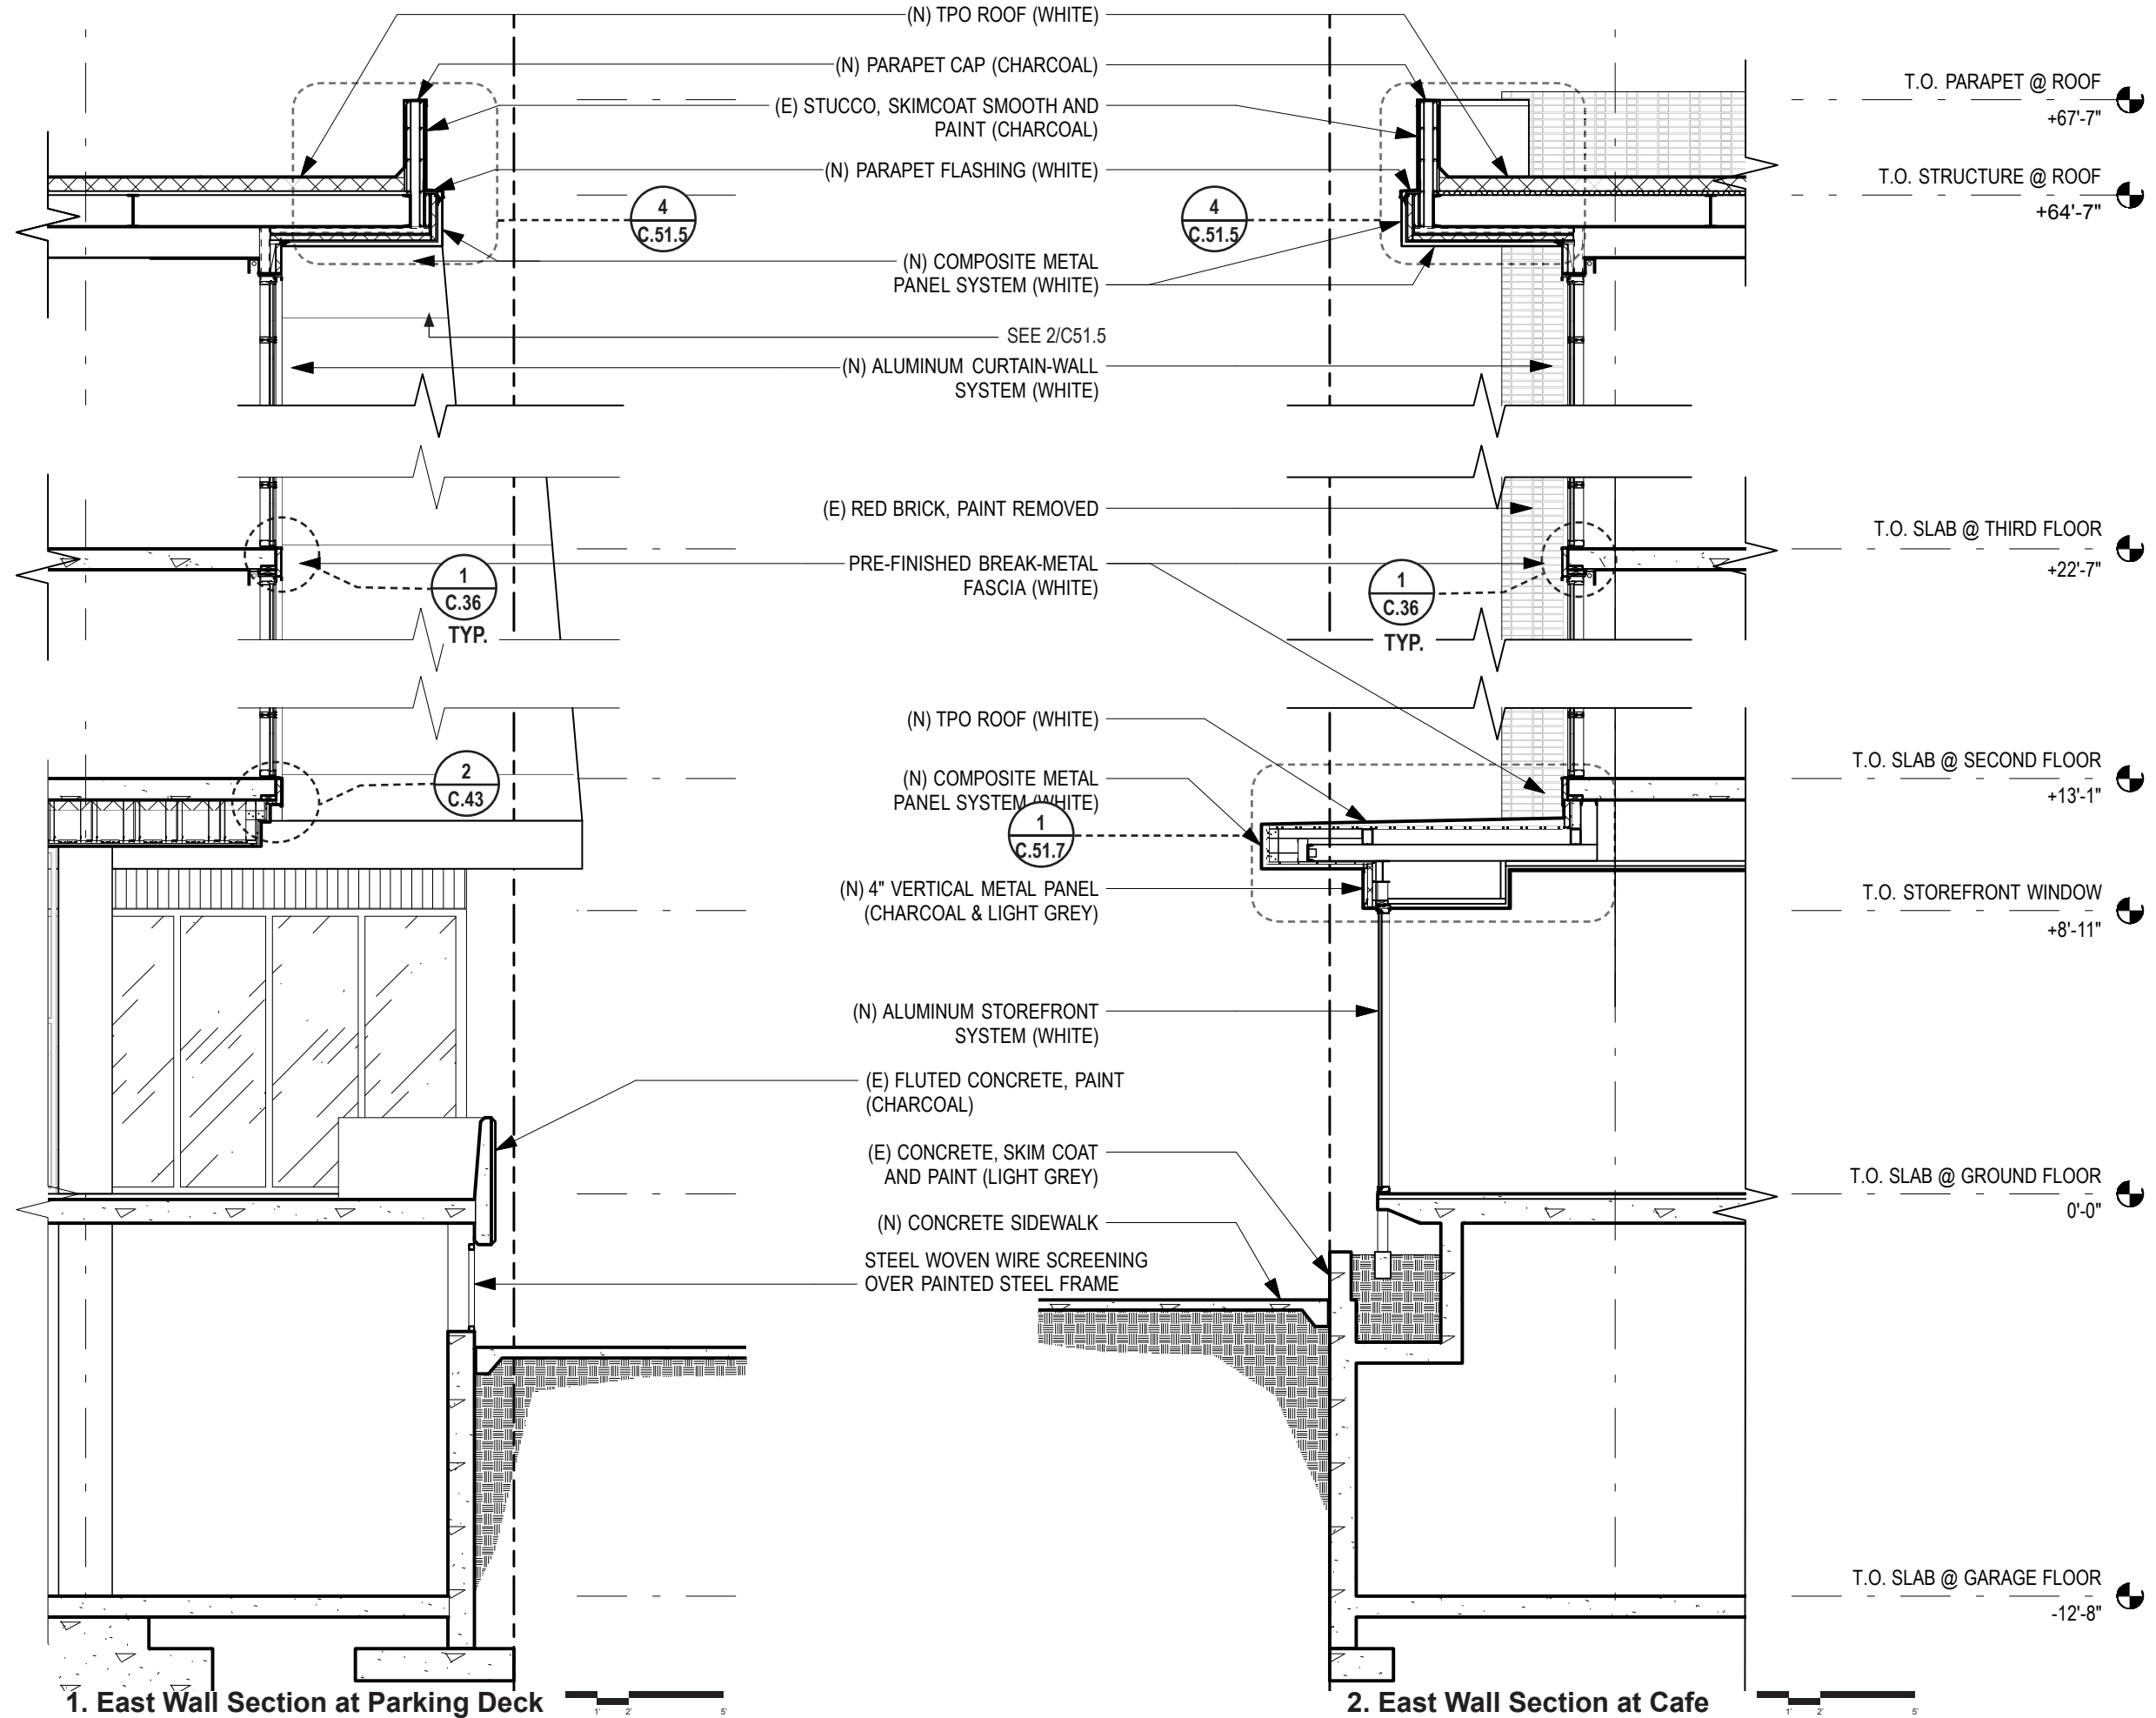 (N) TPO ROOF (WHITE)
(N) PARAPET CAP (CHARCOAL)
(E) STUCCO, SKIMCOAT SMOOTH AND
PAINT (CHARCOAL)
(N) PARAPET FLASHING (WHITE)
4
C.51.5
4
C.51.5
(N) COMPOSITE METAL
PANEL SYSTEM (WHITE)
SEE 2/C51.5
(N) ALUMINUM CURTAIN-WALL
SYSTEM (WHITE)
(E) RED BRICK, PAINT REMOVED
PRE-FINISHED BREAK-METAL
FASCIA (WHITE)
1
C.36
TYP.
1
C.36
TYP.
(N) TPO ROOF (WHITE)
2
C.43
(N) COMPOSITE METAL
PANEL SYSTEM (WHITE)
1
C.51.7
(N) 4" VERTICAL METAL PANEL
(CHARCOAL & LIGHT GREY)
(N) ALUMINUM STOREFRONT
SYSTEM (WHITE)
(E) FLUTED CONCRETE, PAINT
(CHARCOAL)
(E) CONCRETE, SKIM COAT
AND PAINT (LIGHT GREY)
(N) CONCRETE SIDEWALK
STEEL WOVEN WIRE SCREENING
OVER PAINTED STEEL FRAME
T.O. PARAPET @ ROOF
+67'-7"
T.O. STRUCTURE @ ROOF
+64'-7"
T.O. SLAB @ THIRD FLOOR
+22'-7"
T.O. SLAB @ SECOND FLOOR
+13'-1"
T.O. STOREFRONT WINDOW
+8'-11"
T.O. SLAB @ GROUND FLOOR
0'-0"
T.O. SLAB @ GARAGE FLOOR
-12'-8"
1. East Wall Section at Parking Deck
1' 2' 5'
2. East Wall Section at Cafe
1' 2' 5'